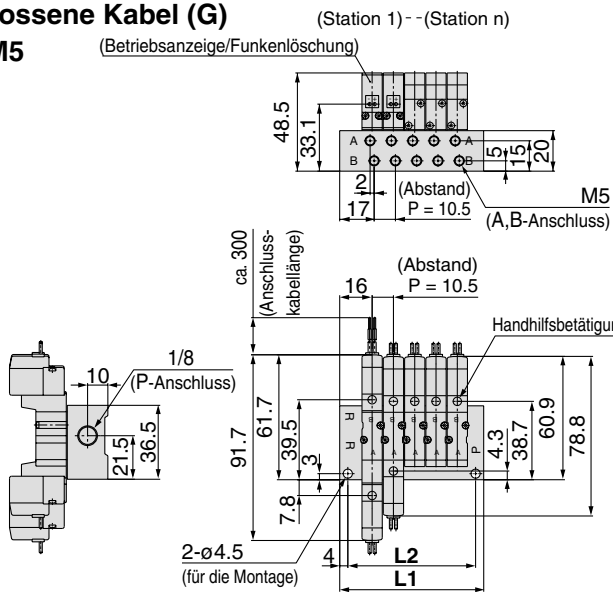 ossene Kabel (G)
M5
(Station 1)--(Station n)
(Betriebsanzeige/Funkenlöschung)
48.5
33.1
A A
B B
5
15
20
2
17
(Abstand)
P = 10.5
M5
(A,B-Anschluss)
ca. 300
(Anschluss-
kabellänge)
16
(Abstand)
P = 10.5
Handhilfsbetätigun
1/8
(P-Anschluss)
10
21.5
36.5
91.7
61.7
39.5
3
7.8
R
R
P
B B B B B
A A A A A
4.3
38.7
60.9
78.8
2-ø4.5
(für die Montage)
4
L2
L1